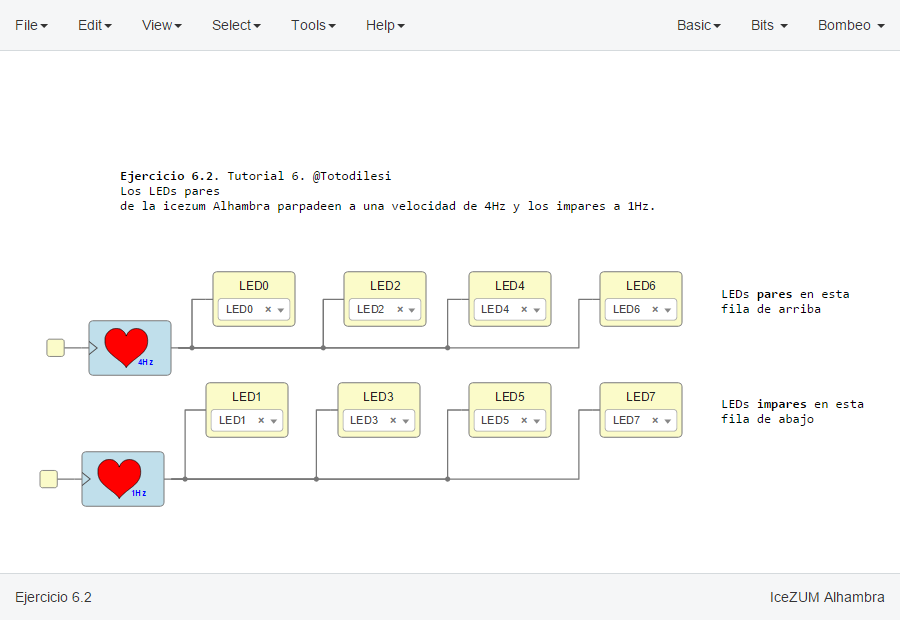 File Edit View Select Tools Help Basic Bits Bombeo
Ejercicio 6.2. Tutorial 6. @Totodilesi
Los LEDs pares
de la icezum Alhambra parpadeen a una velocidad de 4Hz y los impares a 1Hz.
LED0 LED2 LED4 LED6
LED0 LED2 LED4 LED6
LEDs pares en esta
fila de arriba
4Hz
LED1 LED3 LED5 LED7
LED1 LED3 LED5 LED7
LEDs impares en esta
fila de abajo
1Hz
Ejercicio 6.2 IceZUM Alhambra